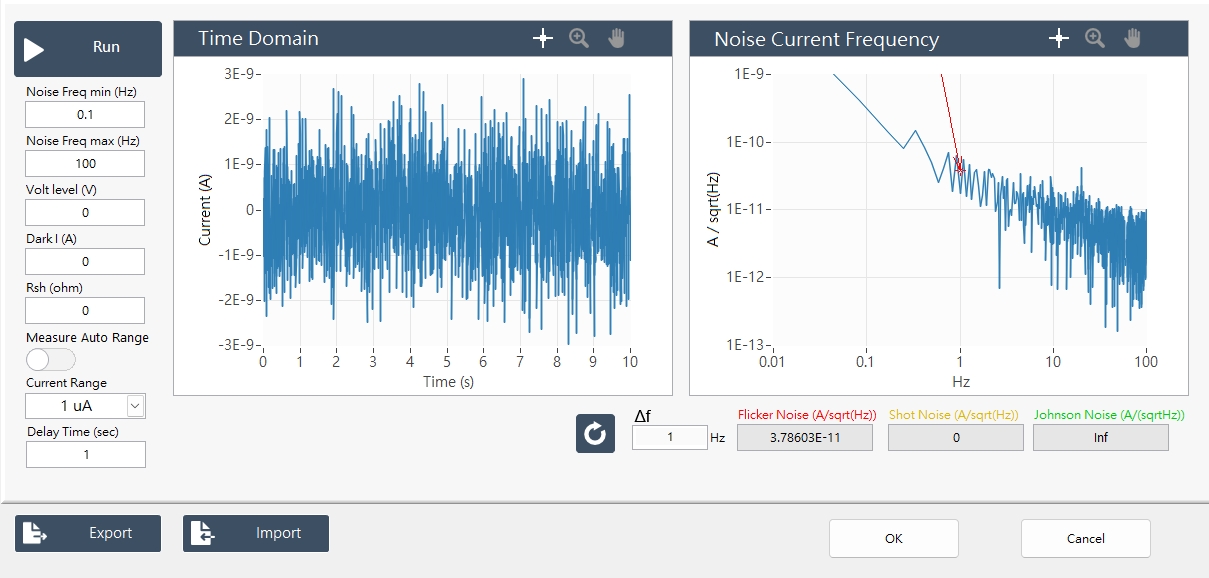 Run
Noise Freq min (Hz)
0.1
Noise Freq max (Hz)
100
Volt level (V)
0
Dark I (A)
0
Rsh (ohm)
0
Measure Auto Range
Current Range
1 uA
Delay Time (sec)
1
Time Domain
3E-9
2E-9
1E-9
0
-1E-9
-2E-9
-3E-9
Current (A)
0 1 2 3 4 5 6 7 8 9 10
Time (s)
Noise Current Frequency
1E-9
1E-10
1E-11
1E-12
1E-13
A / sqrt(Hz)
0.01 0.1 1 10 100
Hz
Δf
1 Hz
Flicker Noise (A/sqrt(Hz))
3.78603E-11
Shot Noise (A/sqrt(Hz))
0
Johnson Noise (A/(sqrtHz))
Inf
Export
Import
OK
Cancel